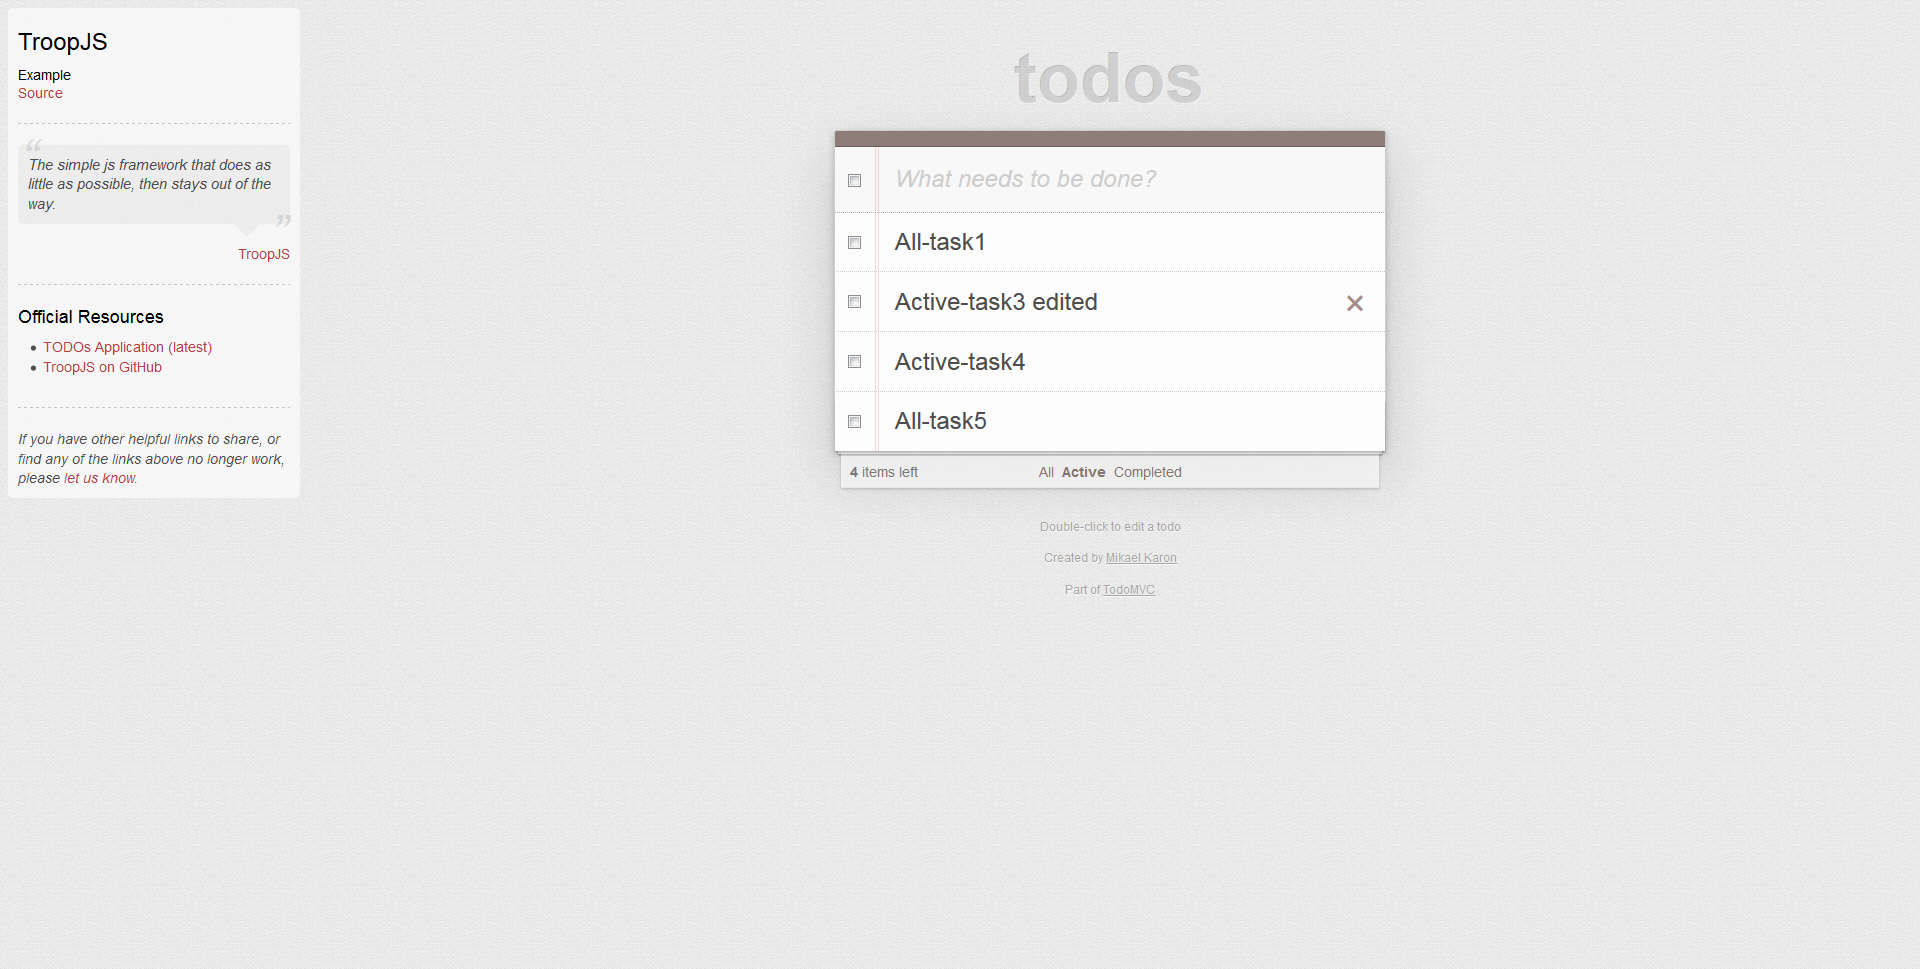 TroopJS
Example
Source
“
The simple js framework that does as
little as possible, then stays out of the
way.
”
TroopJS
Official Resources
TODOs Application (latest)
TroopJS on GitHub
If you have other helpful links to share, or
find any of the links above no longer work,
please let us know.
todos
What needs to be done?
All-task1
Active-task3 edited
Active-task4
All-task5
4 items left
All Active Completed
Double-click to edit a todo
Created by Mikael Karon
Part of TodoMVC